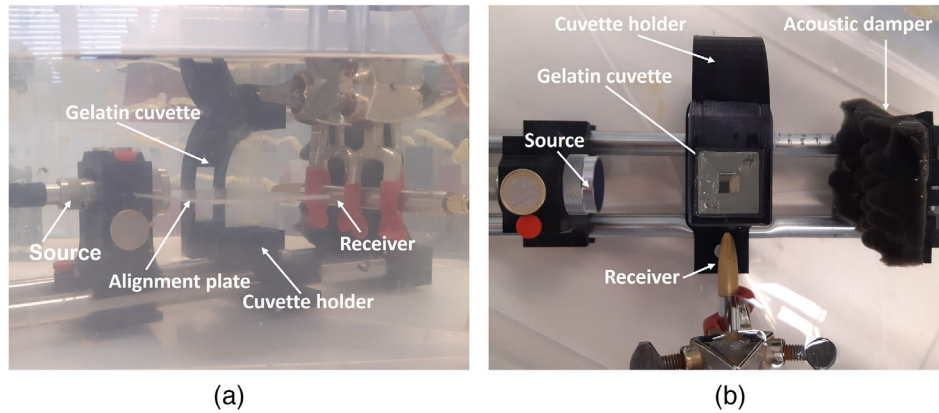 Gelatin cuvette
Source
Alignment plate
Cuvette holder
Receiver
(a)
Cuvette holder
Acoustic damper
Gelatin cuvette
Source
Receiver
(b)